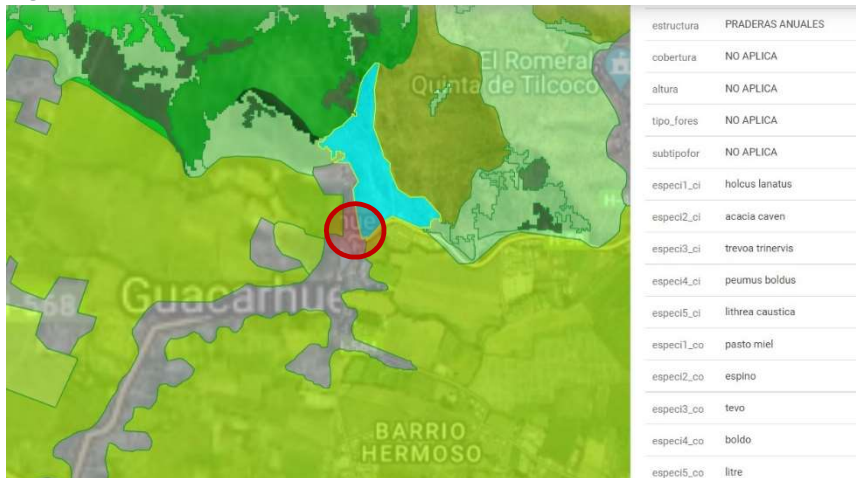 El Romeral
Quinta de Tilcoco
Guacarhue
BARRIO
HERMOSO
estructura PRADERAS ANUALES
cobertura NO APLICA
altura NO APLICA
tipo_fores NO APLICA
subtipofor NO APLICA
especi1_ci holcus lanatus
especi2_ci acacia caven
especi3_ci trevoa trinervis
especi4_ci peumus boldus
especi5_ci lithrea caustica
especi1_co pasto miel
especi2_co espino
especi3_co tevo
especi4_co boldo
especi5_co litre